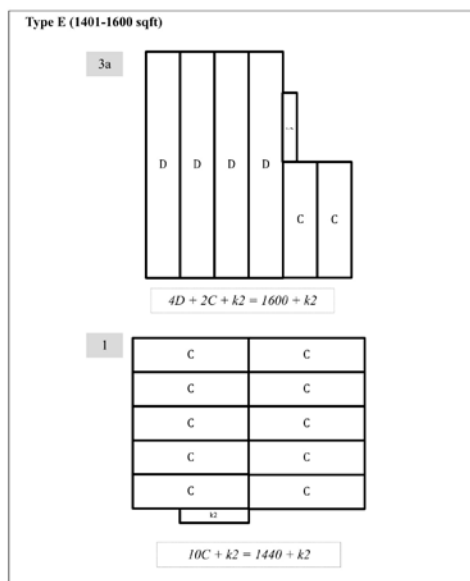 Type E (1401-1600 sqft)
3a
D D D D
C C
4D + 2C + k2 = 1600 + k2
1
C C
C C
C C
C C
C C
k2
10C + k2 = 1440 + k2